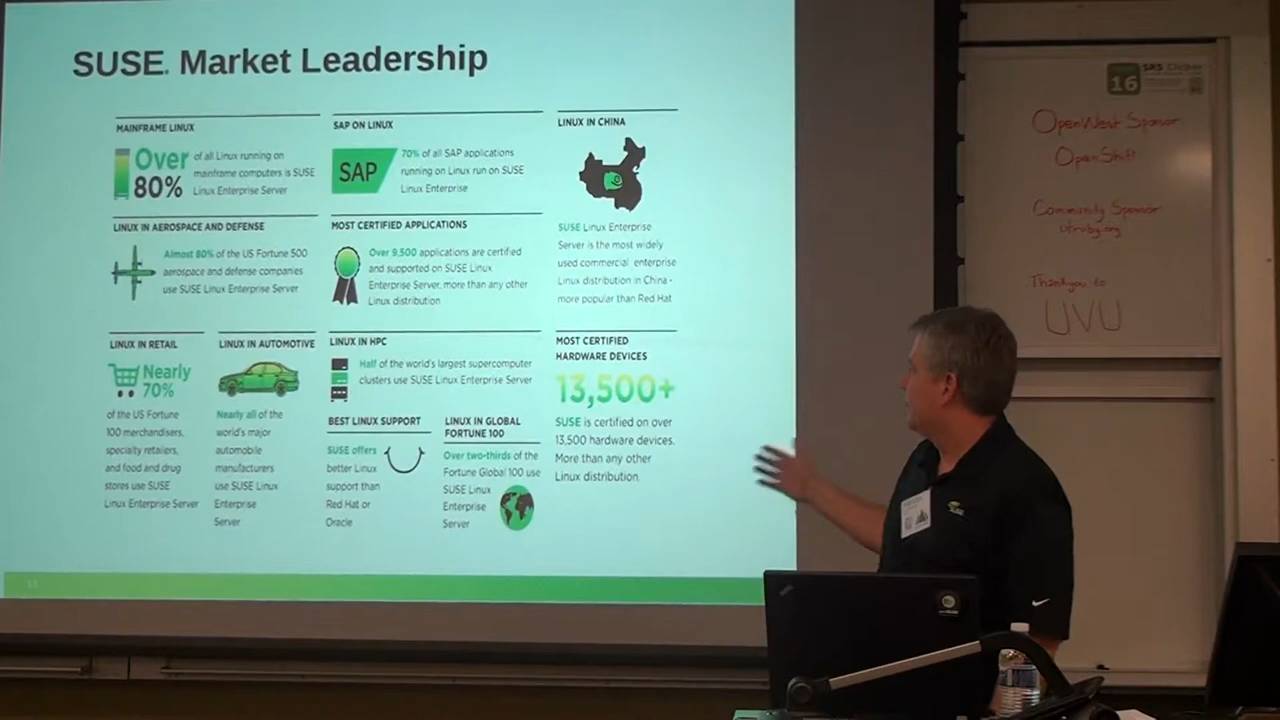 SUSE. Market Leadership
MAINFRAME LINUX
Over
80%
of all Linux running on
mainframe computers is SUSE
Linux Enterprise Server
SAP ON LINUX
SAP
70% of all SAP applications
running on Linux run on SUSE
Linux Enterprise
LINUX IN CHINA
SUSE Linux Enterprise
Server is the most widely
used commercial enterprise
Linux distribution in China -
more popular than Red Hat
LINUX IN AEROSPACE AND DEFENSE
Almost 80% of the US Fortune 500
aerospace and defense companies
use SUSE Linux Enterprise Server
MOST CERTIFIED APPLICATIONS
Over 9,500 applications are certified
and supported on SUSE Linux
Enterprise Server, more than any other
Linux distribution
LINUX IN RETAIL
Nearly
70%
of the US Fortune
100 merchandisers,
specialty retailers,
and food and drug
stores use SUSE
Linux Enterprise Server
LINUX IN AUTOMOTIVE
Nearly all of the
world's major
automobile
manufacturers
use SUSE Linux
Enterprise
Server
LINUX IN HPC
Half of the world's largest supercomputer
clusters use SUSE Linux Enterprise Server
BEST LINUX SUPPORT
SUSE offers
better Linux
support than
Red Hat or
Oracle
LINUX IN GLOBAL
FORTUNE 100
Over two-thirds of the
Fortune Global 100 use
SUSE Linux
Enterprise
Server
MOST CERTIFIED
HARDWARE DEVICES
13,500+
SUSE is certified on over
13,500 hardware devices.
More than any other
Linux distribution.
16
SRS Clicker
OpenWest Sponsor
OpenShift
Community Sponsor
utruby.org
Thankyou to
UVU